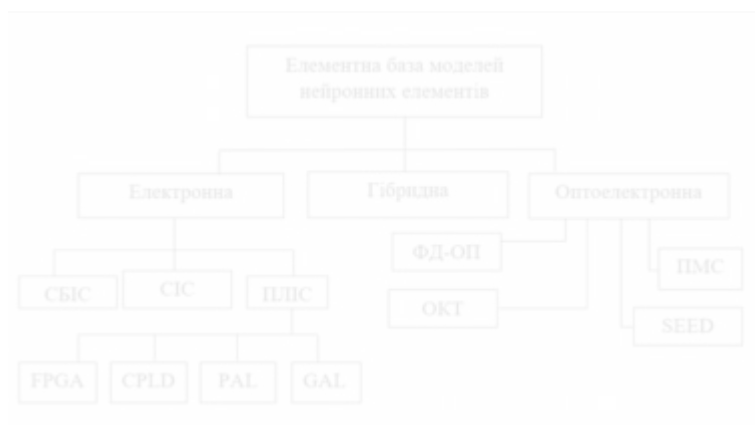 Елементна база моделей
нейронних елементів
Електронна
Гібридна
Оптоелектронна
ФД-ОП
ПМС
СБІС
СІС
ПЛІС
ОКТ
SEED
FPGA
CPLD
PAL
GAL